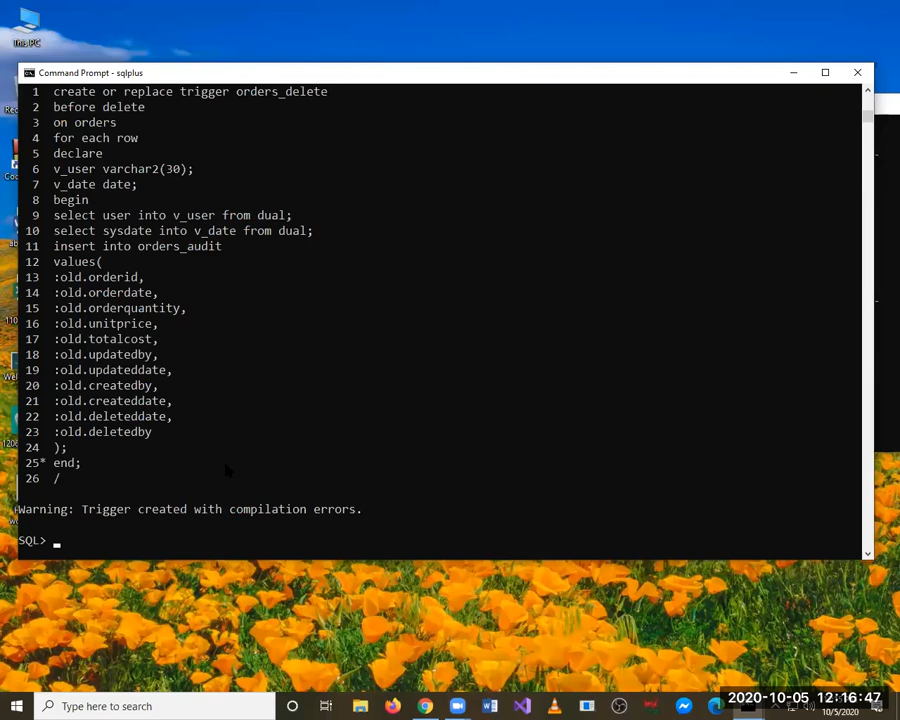 This PC
Command Prompt - sqlplus
1 create or replace trigger orders_delete
2 before delete
3 on orders
4 for each row
5 declare
6 v_user varchar2(30);
7 v_date date;
8 begin
9 select user into v_user from dual;
10 select sysdate into v_date from dual;
11 insert into orders_audit
12 values(
13 :old.orderid,
14 :old.orderdate,
15 :old.orderquantity,
16 :old.unitprice,
17 :old.totalcost,
18 :old.updatedby,
19 :old.updateddate,
20 :old.createdby,
21 :old.createddate,
22 :old.deleteddate,
23 :old.deletedby
24 );
25* end;
26 /
Warning: Trigger created with compilation errors.
SQL>
Type here to search
2020-10-05 12:16:47
10/5/2020